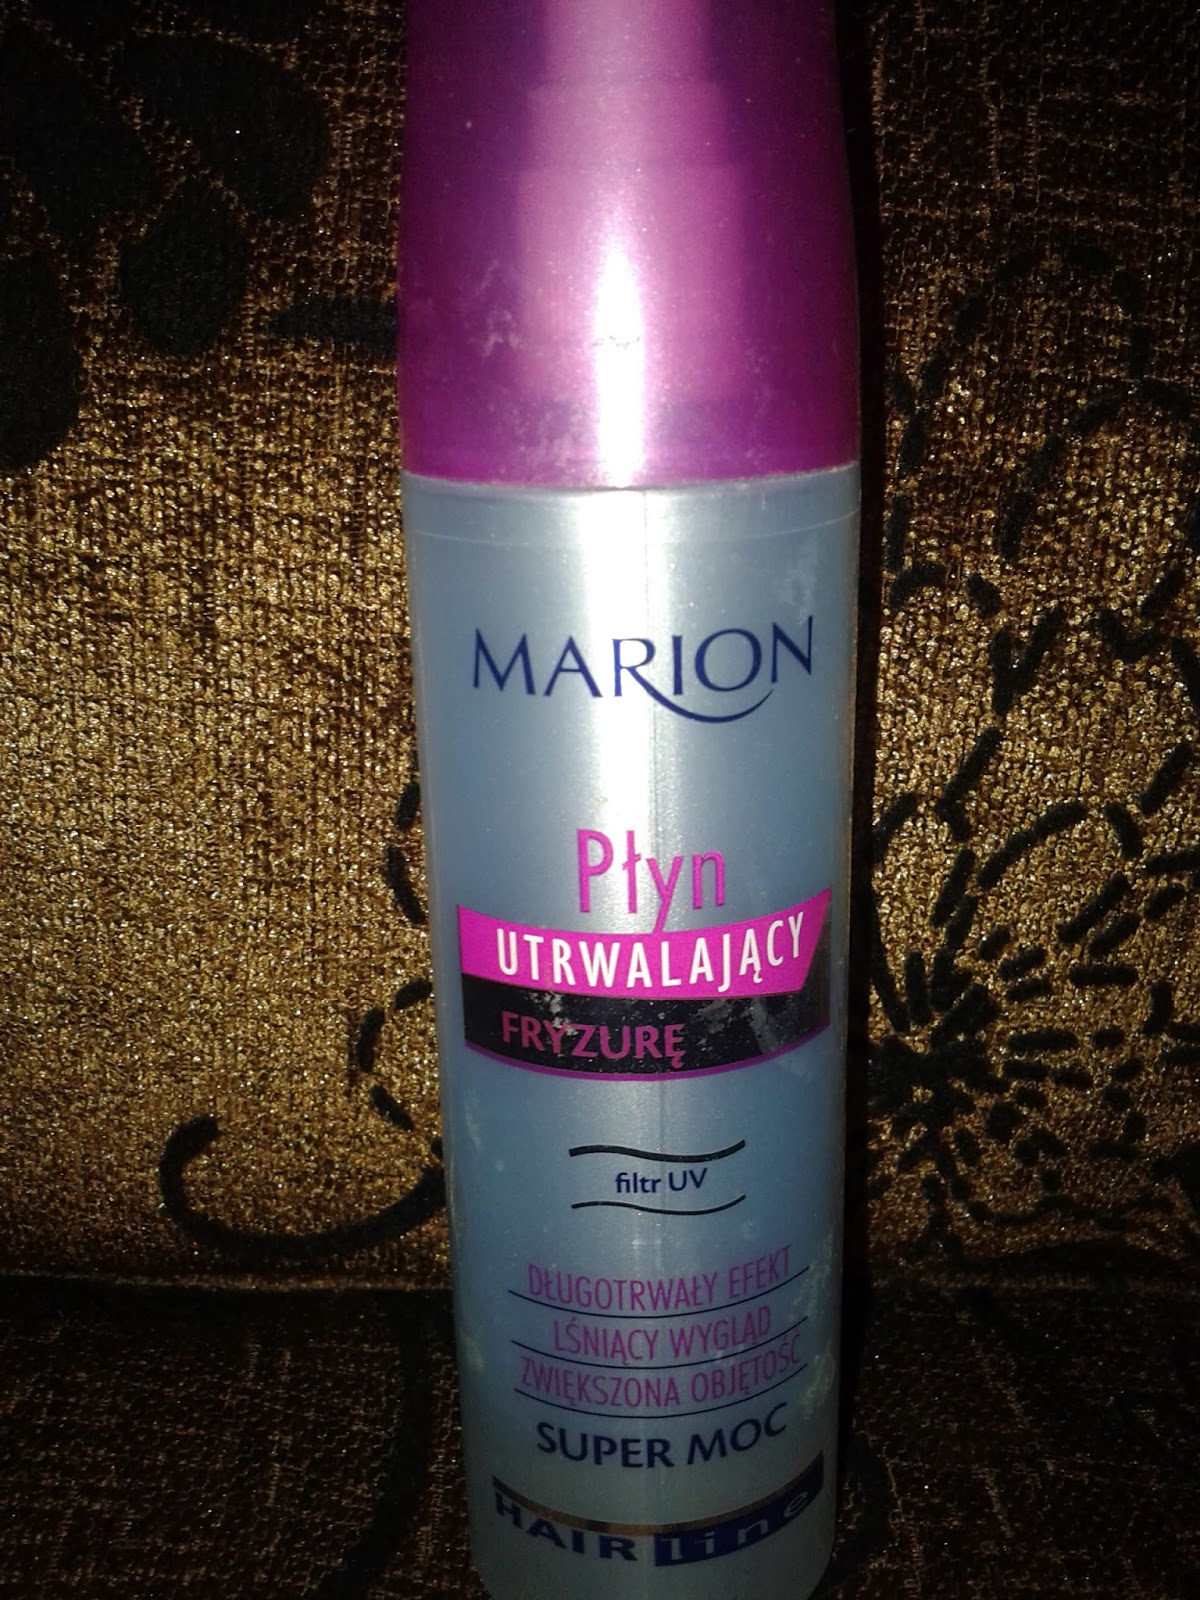 MARION
Płyn
UTRWALAJĄCY
FRYZURĘ
filtr UV
DŁUGOTRWAŁY EFEKT
LŚNIĄCY WYGLĄD
ZWIĘKSZONA OBJĘTOŚĆ
SUPER MOC
HAIR line